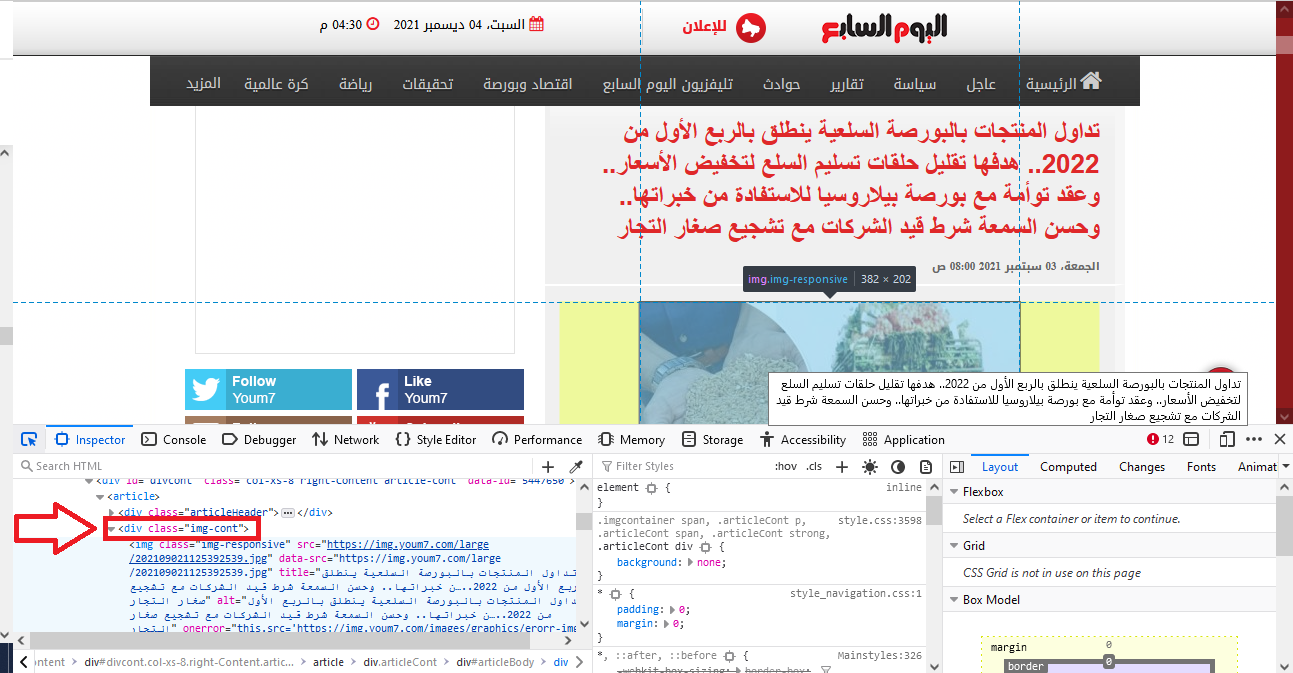 اليوم السابع
للإعلان
السبت، 04 ديسمبر 2021
04:30 م
الرئيسية عاجل سياسة تقارير حوادث تليفزيون اليوم السابع اقتصاد وبورصة تحقيقات رياضة كرة عالمية المزيد
تداول المنتجات بالبورصة السلعية ينطلق بالربع الأول من
2022.. هدفها تقليل حلقات تسليم السلع لتخفيض الأسعار..
وعقد توأمة مع بورصة بيلاروسيا للاستفادة من خبراتها..
وحسن السمعة شرط قيد الشركات مع تشجيع صغار التجار
الجمعة، 03 سبتمبر 2021 08:00 ص
img.img-responsive 382 × 202
Follow
Youm7
Like
Youm7
تداول المنتجات بالبورصة السلعية ينطلق بالربع الأول من 2022.. هدفها تقليل حلقات تسليم السلع
لتخفيض الأسعار.. وعقد توأمة مع بورصة بيلاروسيا للاستفادة من خبراتها.. وحسن السمعة شرط قيد
الشركات مع تشجيع صغار التجار
Inspector Console Debugger Network Style Editor Performance Memory Storage Accessibility Application 12
Search HTML
<div id="divcont" class="col-xs-8 right-Content article-cont" data-id="5447650">
<article>
<div class="articleHeader"></div>
<div class="img-cont">
<img class="img-responsive" src="https://img.youm7.com/large
/202109021125392539.jpg" data-src="https://img.youm7.com/large
/202109021125392539.jpg" title="تداول المنتجات بالبورصة السلعية ينطلق
بالربع الأول من 2022...ن خبراتها.. وحسن السمعة شرط قيد الشركات مع تشجيع
صغار التجار" alt="تداول المنتجات بالبورصة السلعية ينطلق بالربع الأول
من 2022...ن خبراتها.. وحسن السمعة شرط قيد الشركات مع تشجيع صغار
التجار" onerror="this.src='https://img.youm7.com/images/graphics/erorr-img
div#divcont.col-xs-8.right-Content.artic... article div.articleCont div#articleBody div
Filter Styles :hov .cls
element { inline
}
.imgcontainer span, .articleCont p, style.css:3598
.articleCont span, .articleCont strong,
.articleCont div {
background: none;
}
* { style_navigation.css:1
padding: 0;
margin: 0;
}
*, ::after, ::before { Mainstyles:326
-webkit-box-sizing: border-box;
Layout Computed Changes Fonts Animat
Flexbox
Select a Flex container or item to continue.
Grid
CSS Grid is not in use on this page
Box Model
margin 0
border 0